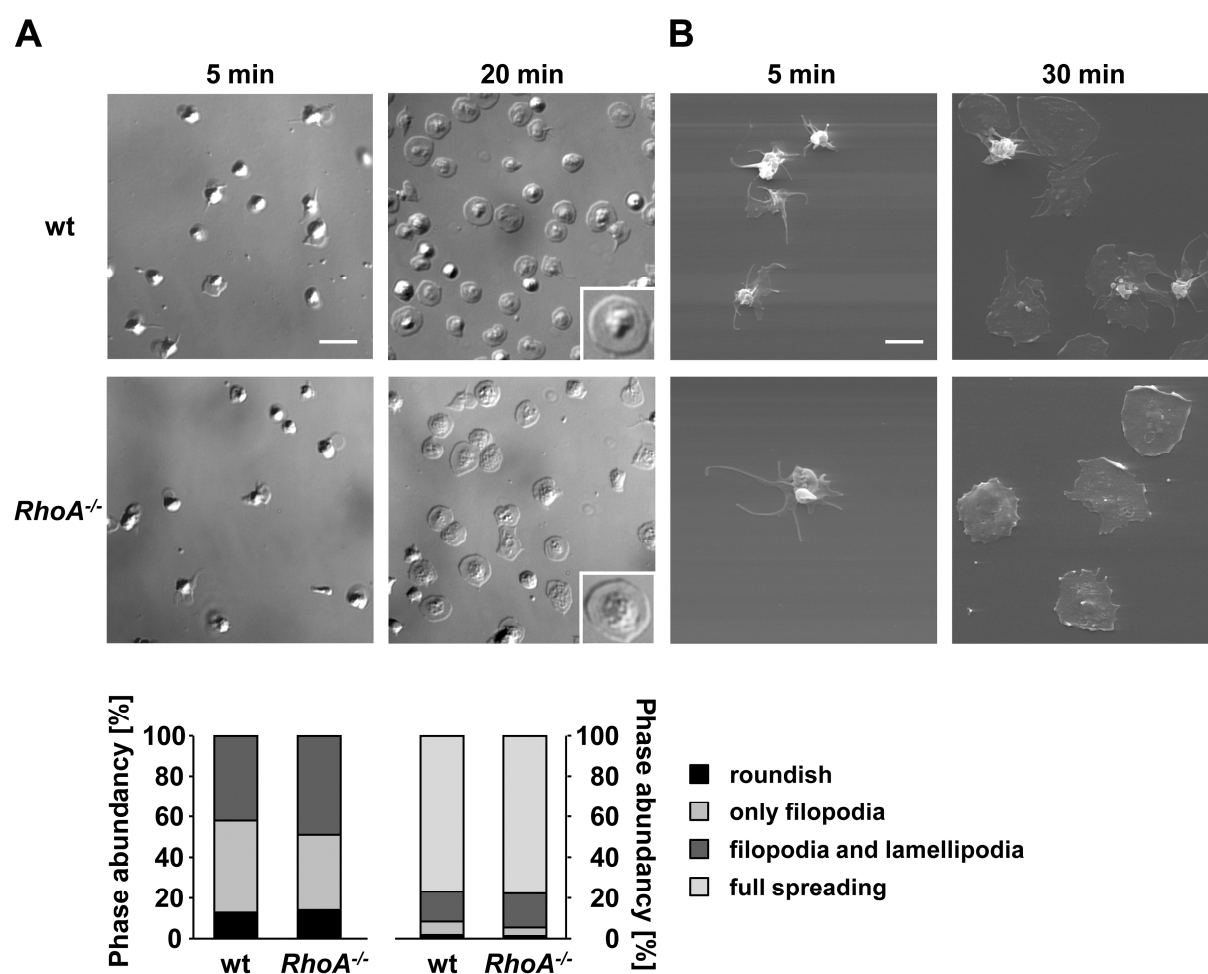 A
B
5 min
20 min
5 min
30 min
wt
RhoA-/-
Phase abundancy [%]
100
80
60
40
20
0
wt
RhoA-/-
100
80
60
40
20
0
Phase abundancy [%]
wt
RhoA-/-
roundish
only filopodia
filopodia and lamellipodia
full spreading